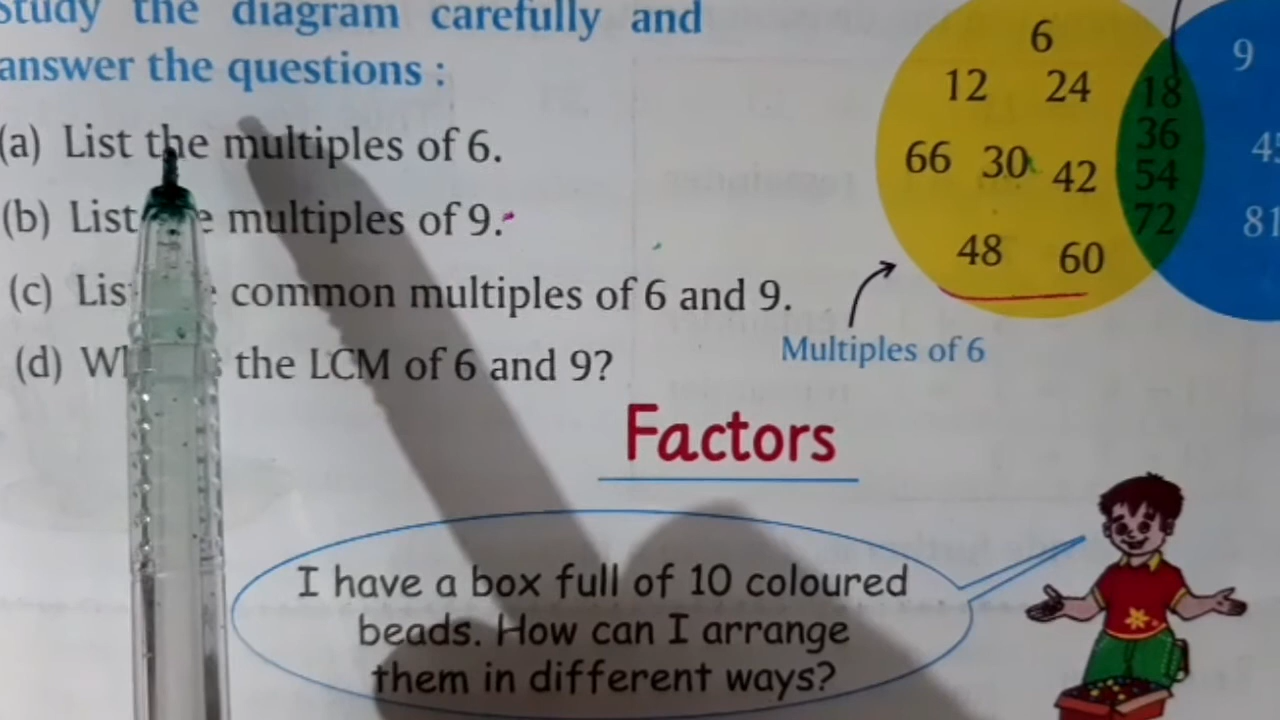 Study the diagram carefully and
answer the questions :
(a) List the multiples of 6.
(b) List multiples of 9.
(c) common multiples of 6 and 9.
(d) the LCM of 6 and 9?
6
12 24
66 30 42
48 60
18
36
54
72
9
81
Multiples of 6
Factors
I have a box full of 10 coloured
beads. How can I arrange
them in different ways?